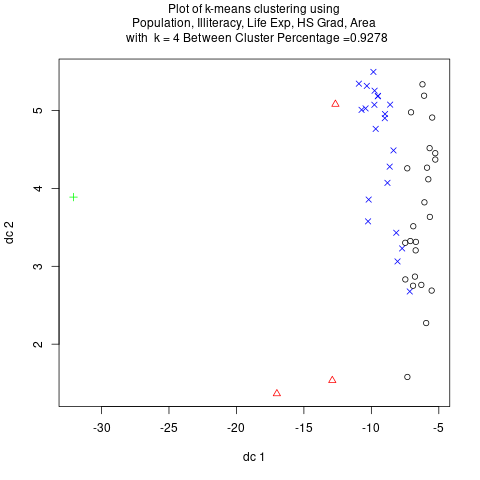 Plot of k-means clustering using
Population, Illiteracy, Life Exp, HS Grad, Area
with k = 4 Between Cluster Percentage =0.9278
5
4
3
2
dc 2
-30
-25
-20
-15
-10
-5
dc 1